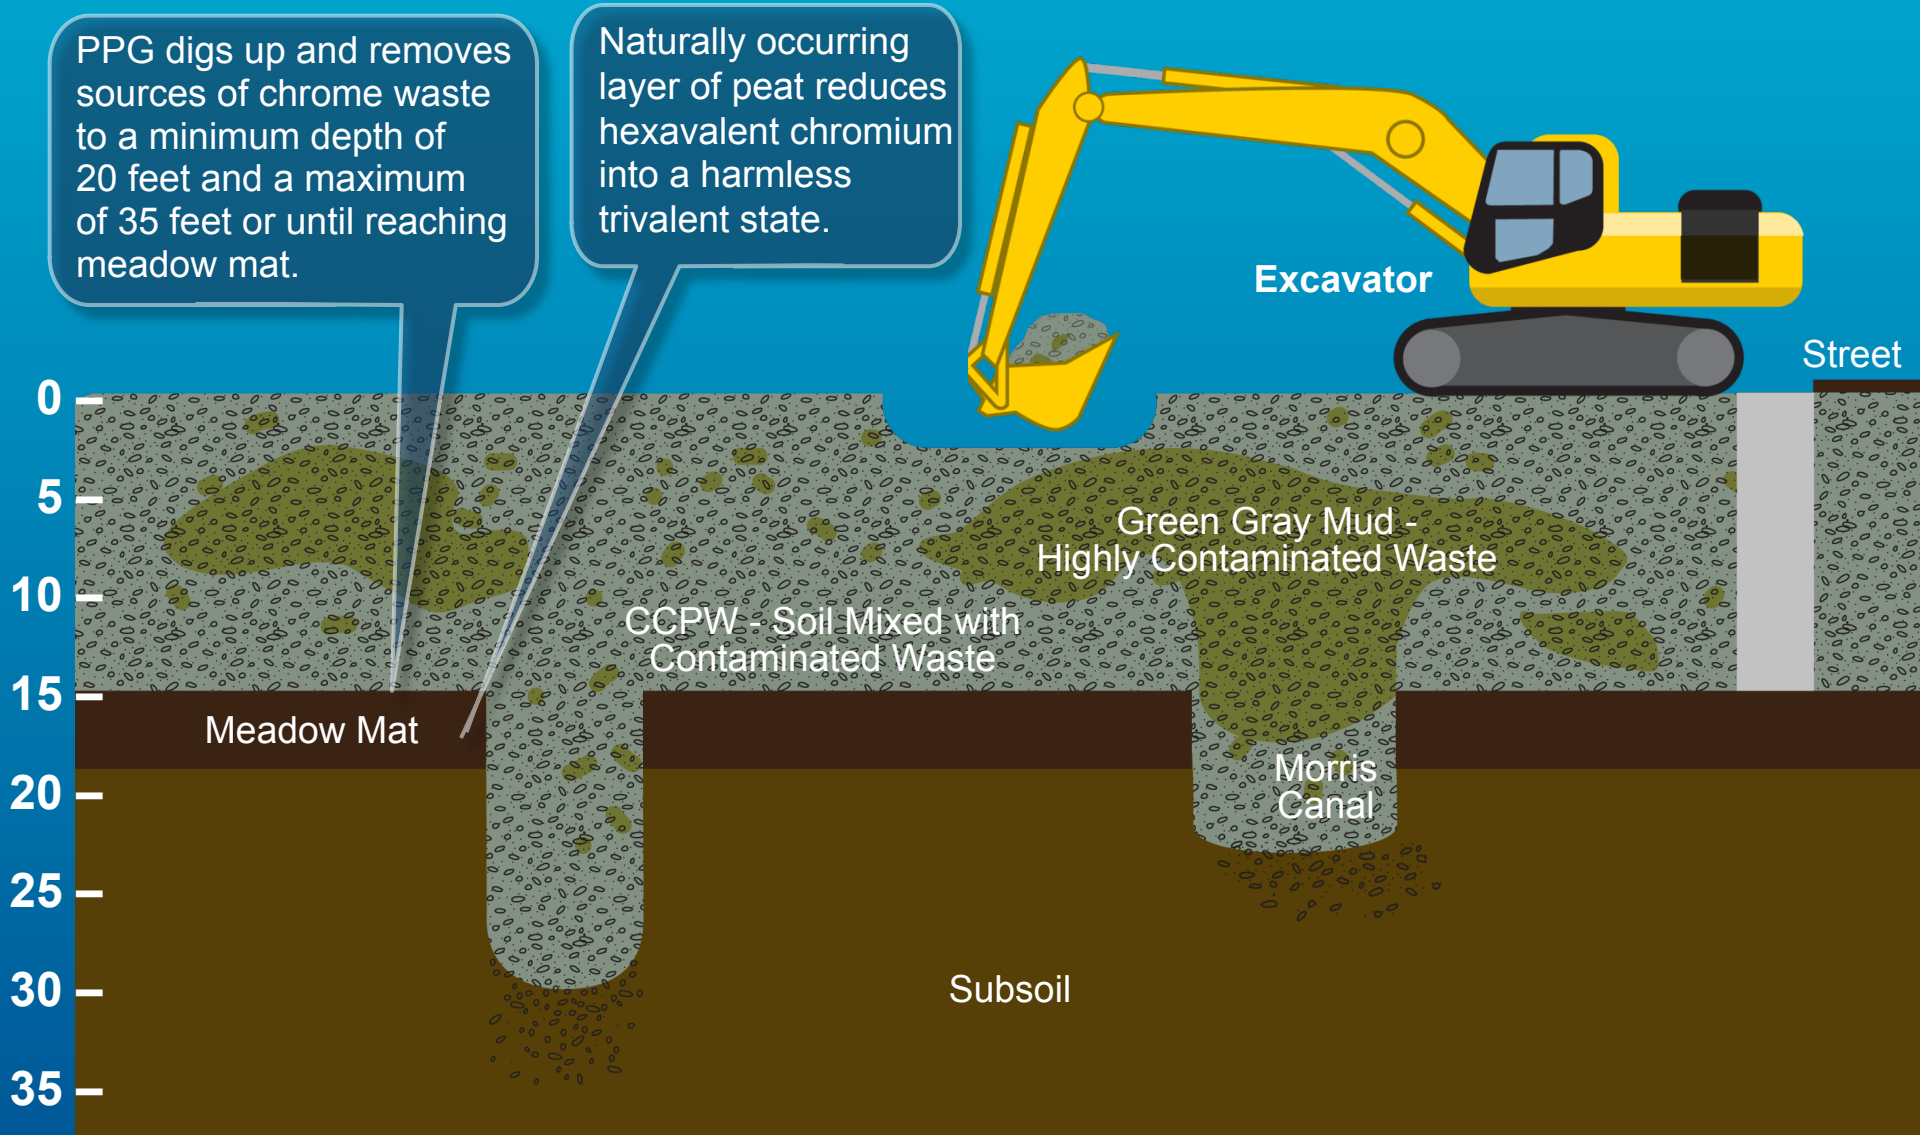 PPG digs up and removes
sources of chrome waste
to a minimum depth of
20 feet and a maximum
of 35 feet or until reaching
meadow mat.
Naturally occurring
layer of peat reduces
hexavalent chromium
into a harmless
trivalent state.
Excavator
Street
0
5
10
15
20
25
30
35
Green Gray Mud -
Highly Contaminated Waste
CCPW - Soil Mixed with
Contaminated Waste
Meadow Mat
Morris
Canal
Subsoil